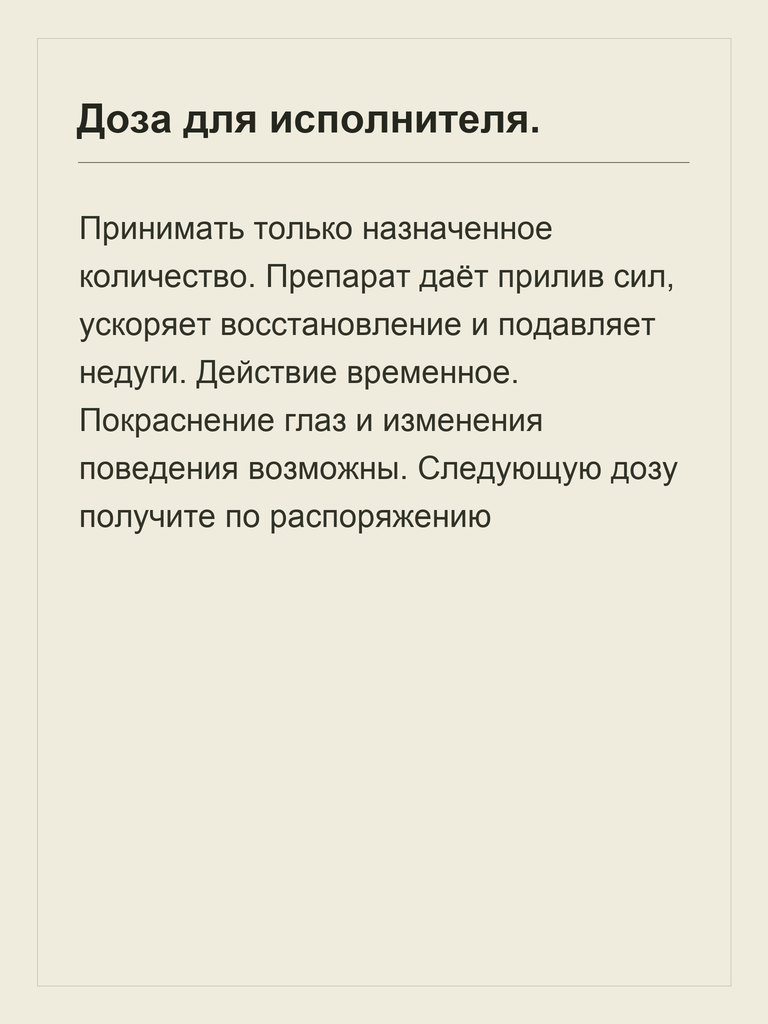 Доза для исполнителя.
Принимать только назначенное
количество. Препарат даёт прилив сил,
ускоряет восстановление и подавляет
недуги. Действие временное.
Покраснение глаз и изменения
поведения возможны. Следующую дозу
получите по распоряжению